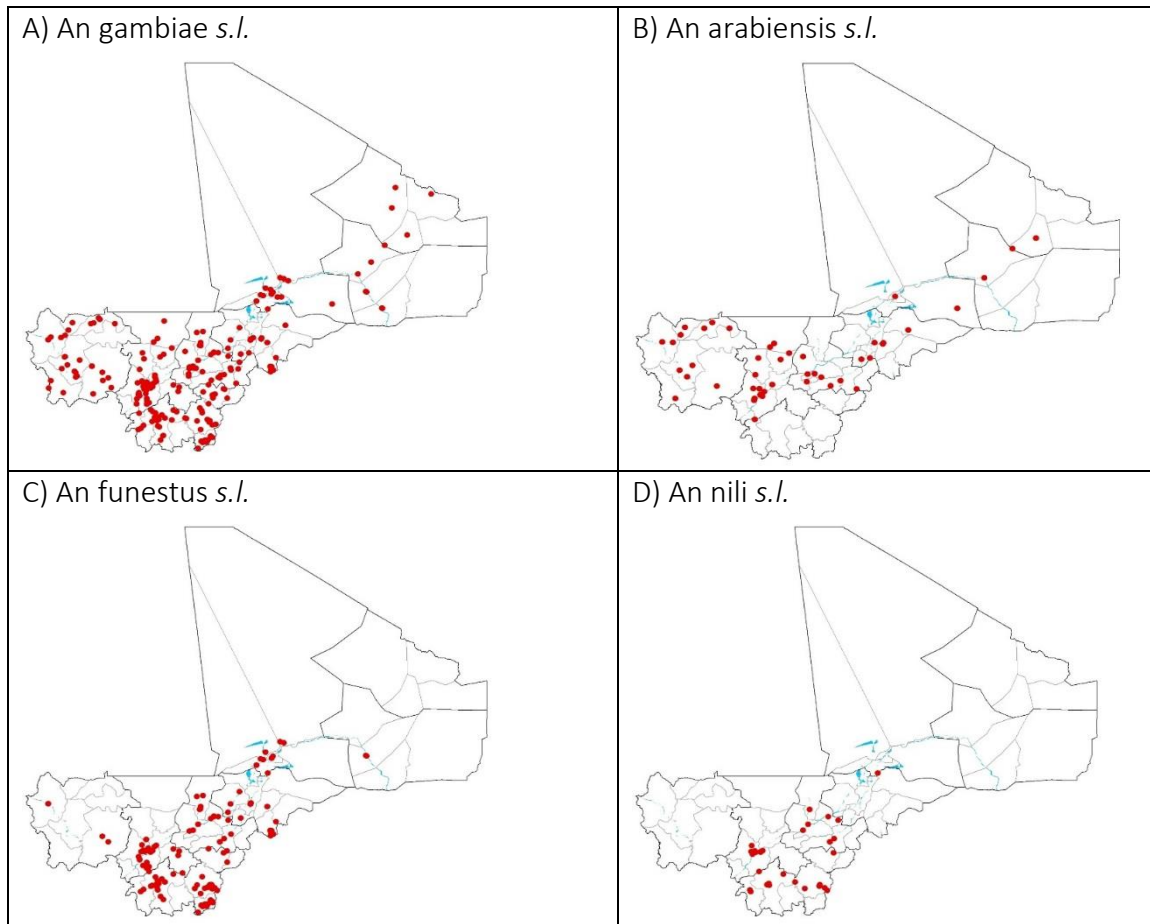 A) An gambiae s.l.
B) An arabiensis s.l.
C) An funestus s.l.
D) An nili s.l.